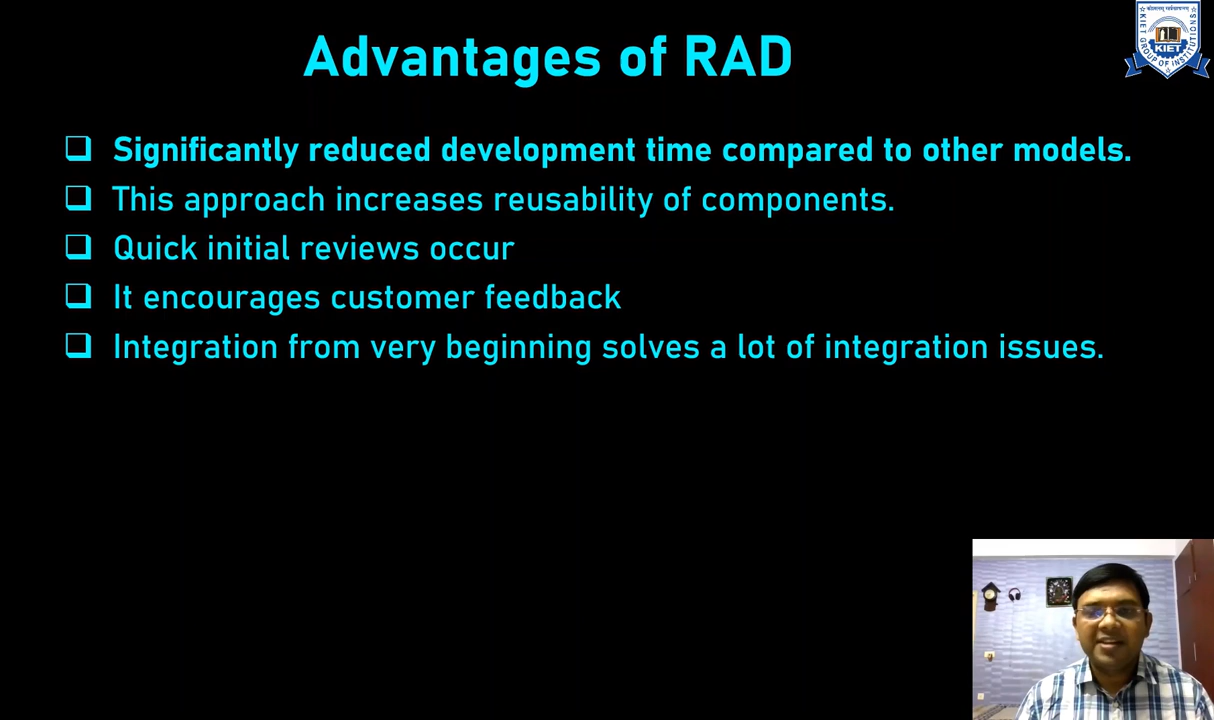 Advantages of RAD
Significantly reduced development time compared to other models.
This approach increases reusability of components.
Quick initial reviews occur
It encourages customer feedback
Integration from very beginning solves a lot of integration issues.
KIET
KIET GROUP OF INSTITUTIONS